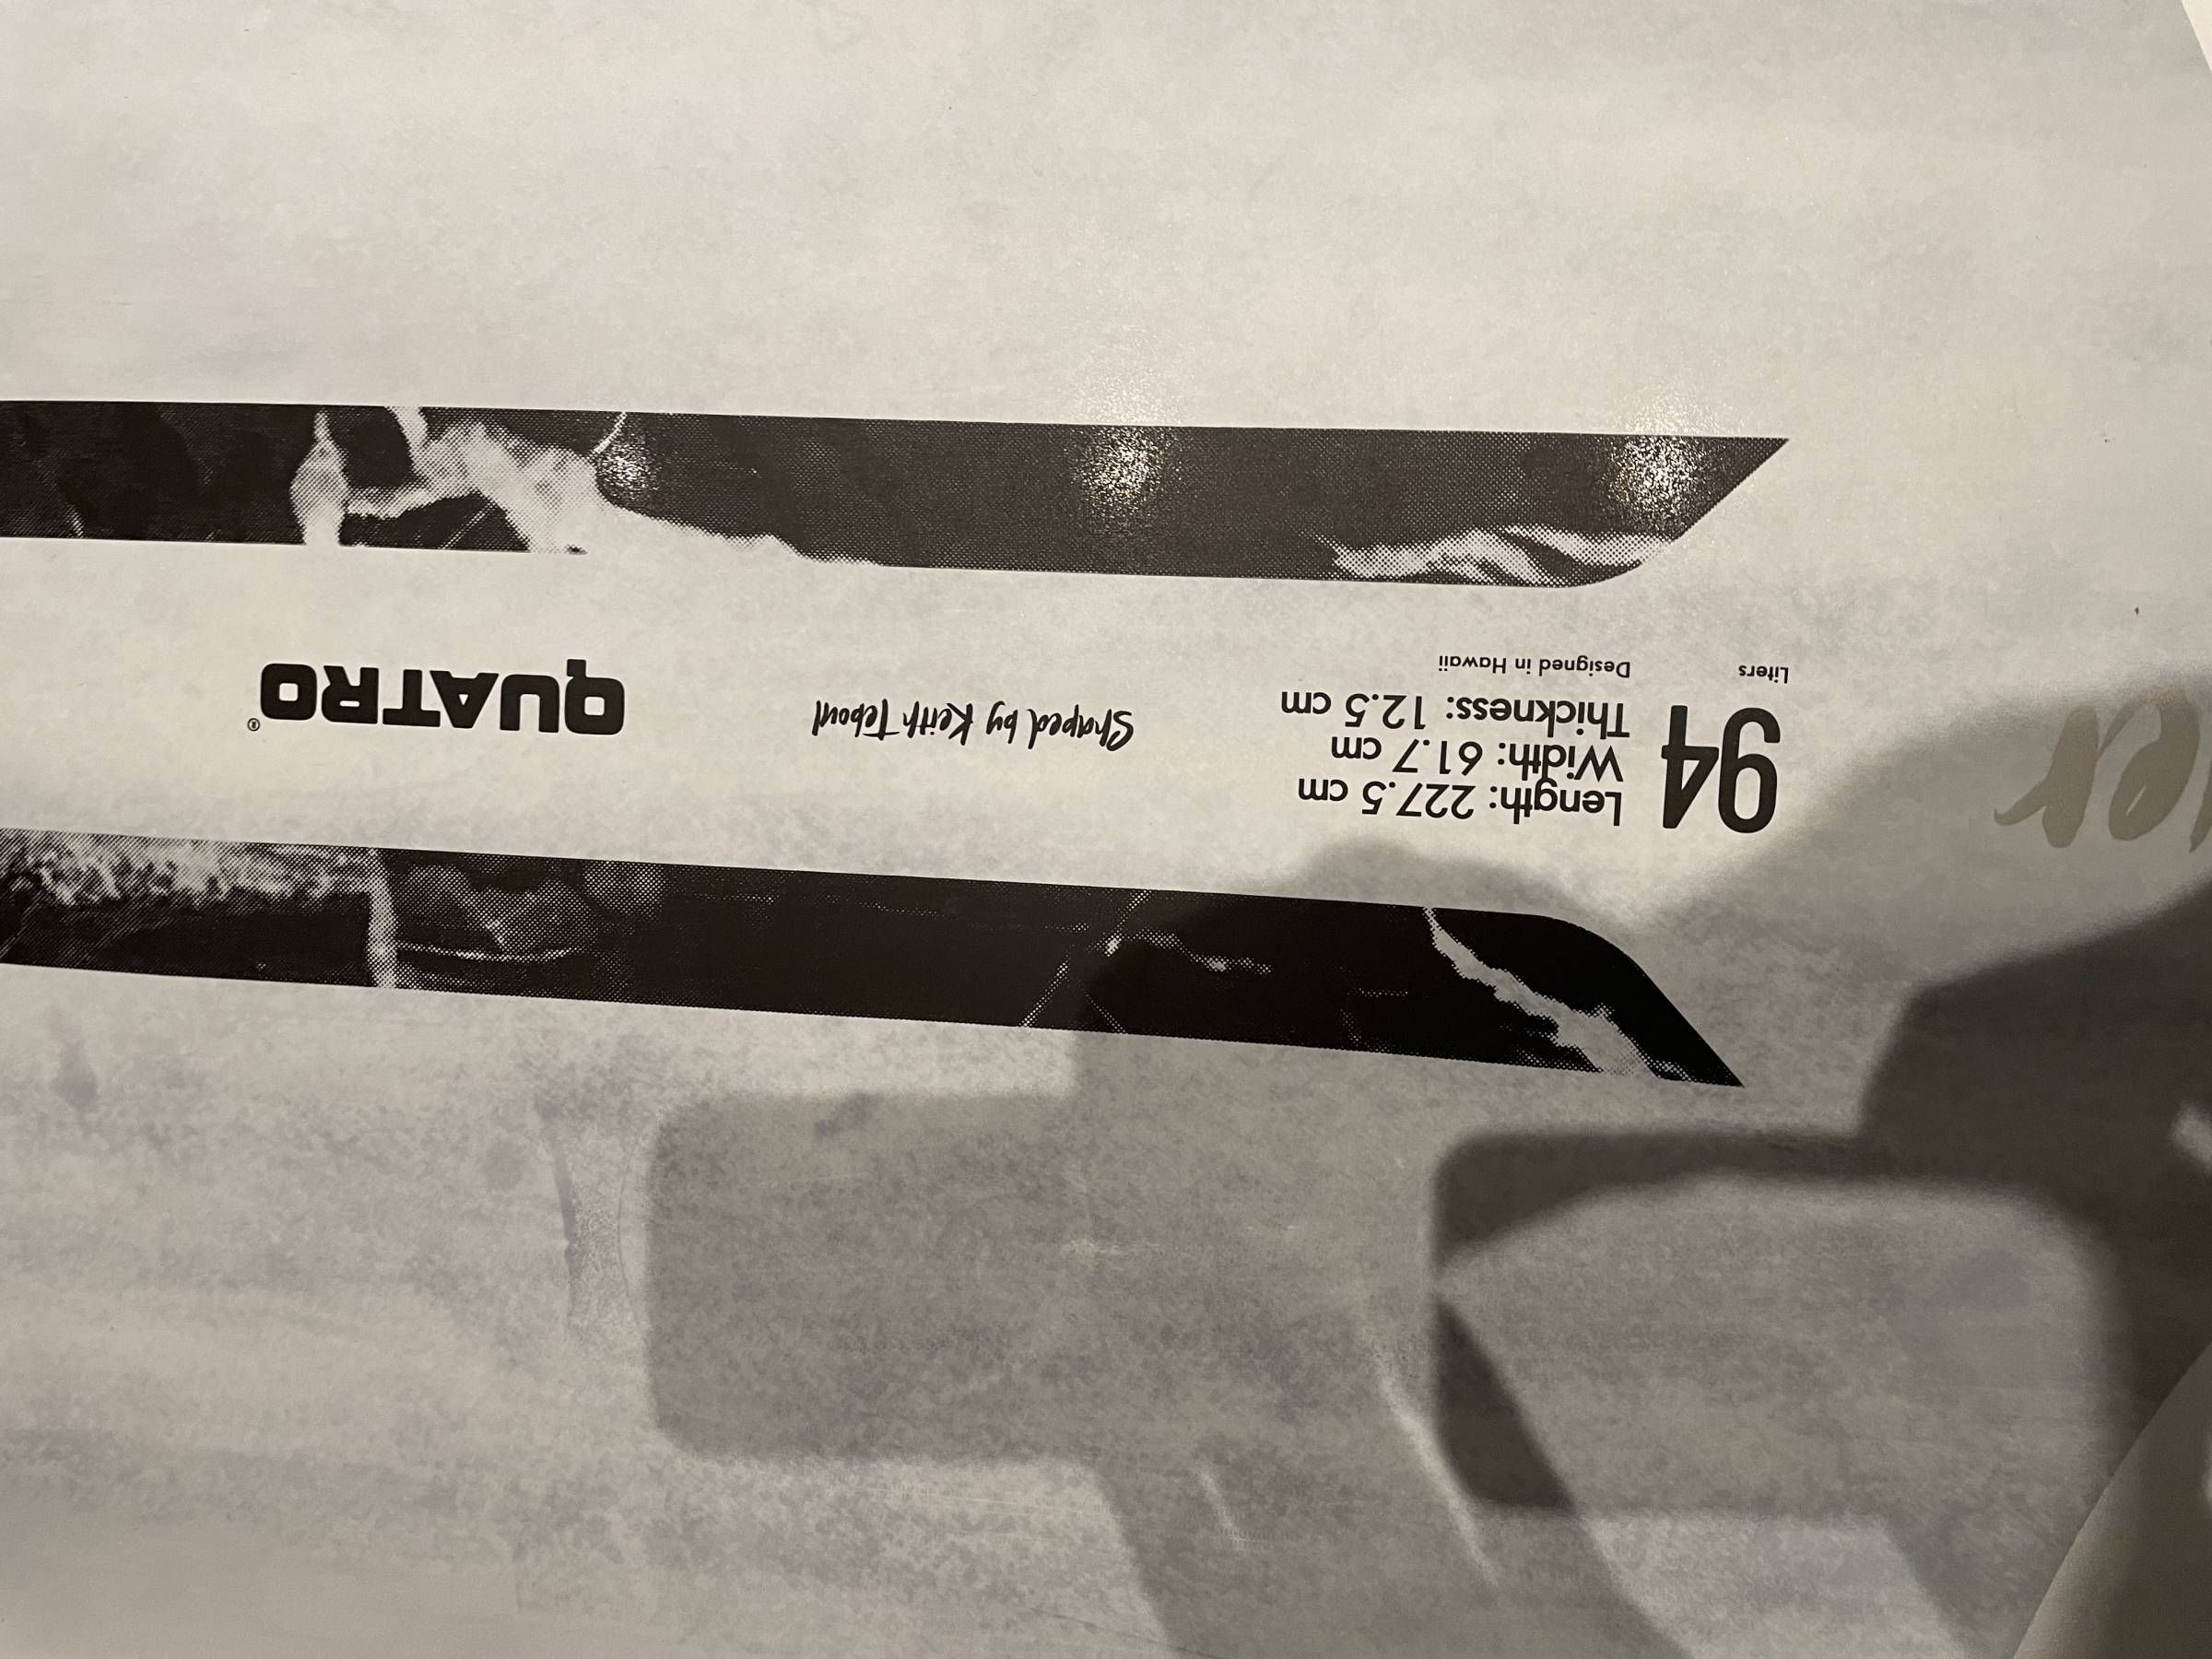 94
Liters
Length: 227.5 cm
Width: 61.7 cm
Thickness: 12.5 cm
Designed in Hawaii
Shaped by Keith Teboul
QUATRO®